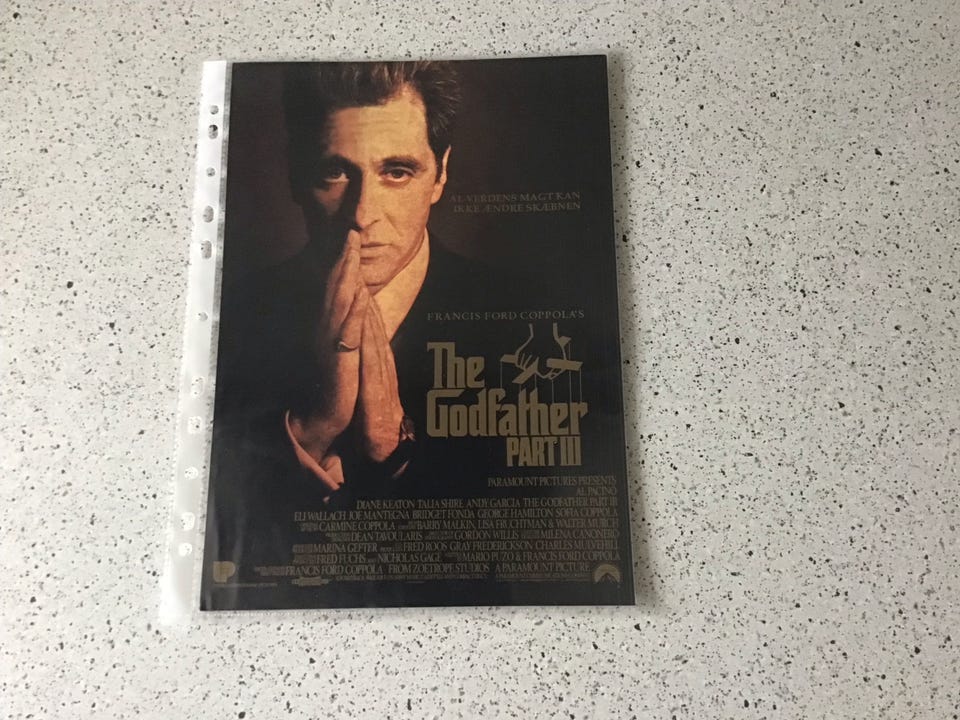 AL VERDENS MAGT KAN
IKKE ÆNDRE SKÆBNEN
FRANCIS FORD COPPOLA'S
The
Godfather
PART III
PARAMOUNT PICTURES PRESENTS
AL PACINO
DIANE KEATON TALIA SHIRE ANDY GARCIA THE GODFATHER PART III
ELI WALLACH JOE MANTEGNA BRIDGET FONDA GEORGE HAMILTON SOFIA COPPOLA
CARMINE COPPOLA BARRY MALKIN, LISA FRUCHTMAN & WALTER MURCH
DEAN TAVOULARIS GORDON WILLIS MILENA CANONERO
MARINA GEFTER FRED ROOS GRAY FREDERICKSON CHARLES MULVEHILL
FRED FUCHS AND NICHOLAS GAGE MARIO PUZO & FRANCIS FORD COPPOLA
FRANCIS FORD COPPOLA FROM ZOETROPE STUDIOS A PARAMOUNT PICTURE